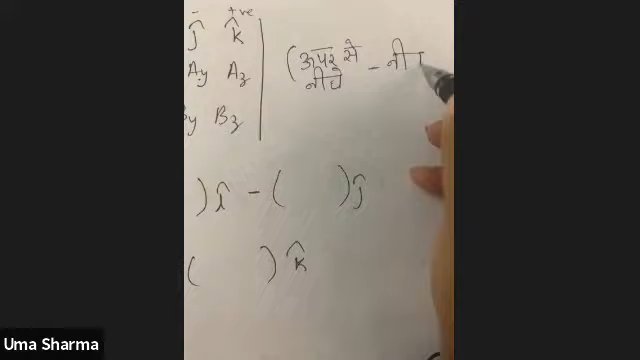 - +ve
ĵ k̂
Ay Az
By Bz
(ऊपर से
नीचे - नी
) î - ( ) ĵ
( ) k̂
Uma Sharma